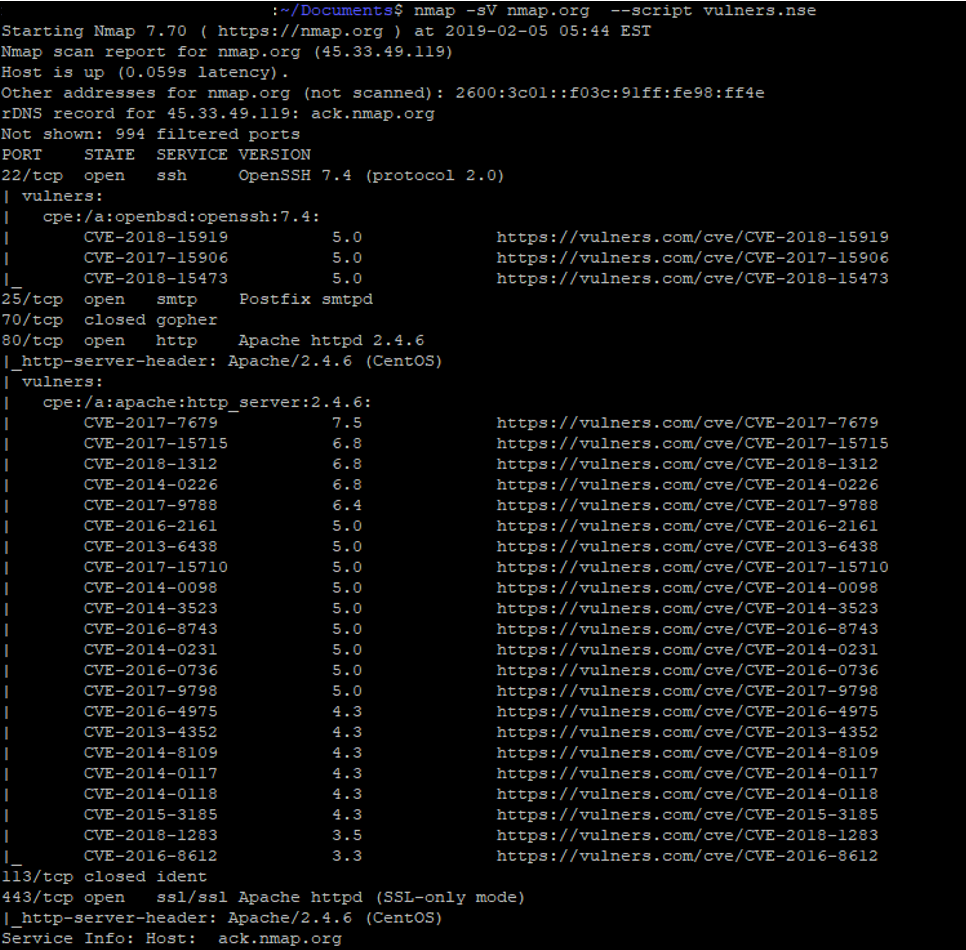 :~/Documents$ nmap -sV nmap.org  --script vulners.nse
Starting Nmap 7.70 ( https://nmap.org ) at 2019-02-05 05:44 EST
Nmap scan report for nmap.org (45.33.49.119)
Host is up (0.059s latency).
Other addresses for nmap.org (not scanned): 2600:3c01::f03c:91ff:fe98:ff4e
rDNS record for 45.33.49.119: ack.nmap.org
Not shown: 994 filtered ports
PORT    STATE  SERVICE VERSION
22/tcp  open   ssh     OpenSSH 7.4 (protocol 2.0)
| vulners:
|   cpe:/a:openbsd:openssh:7.4:
|       CVE-2018-15919          5.0             https://vulners.com/cve/CVE-2018-15919
|       CVE-2017-15906          5.0             https://vulners.com/cve/CVE-2017-15906
|_      CVE-2018-15473          5.0             https://vulners.com/cve/CVE-2018-15473
25/tcp  open   smtp    Postfix smtpd
70/tcp  closed gopher
80/tcp  open   http    Apache httpd 2.4.6
|_http-server-header: Apache/2.4.6 (CentOS)
| vulners:
|   cpe:/a:apache:http_server:2.4.6:
|       CVE-2017-7679           7.5             https://vulners.com/cve/CVE-2017-7679
|       CVE-2017-15715          6.8             https://vulners.com/cve/CVE-2017-15715
|       CVE-2018-1312           6.8             https://vulners.com/cve/CVE-2018-1312
|       CVE-2014-0226           6.8             https://vulners.com/cve/CVE-2014-0226
|       CVE-2017-9788           6.4             https://vulners.com/cve/CVE-2017-9788
|       CVE-2016-2161           5.0             https://vulners.com/cve/CVE-2016-2161
|       CVE-2013-6438           5.0             https://vulners.com/cve/CVE-2013-6438
|       CVE-2017-15710          5.0             https://vulners.com/cve/CVE-2017-15710
|       CVE-2014-0098           5.0             https://vulners.com/cve/CVE-2014-0098
|       CVE-2014-3523           5.0             https://vulners.com/cve/CVE-2014-3523
|       CVE-2016-8743           5.0             https://vulners.com/cve/CVE-2016-8743
|       CVE-2014-0231           5.0             https://vulners.com/cve/CVE-2014-0231
|       CVE-2016-0736           5.0             https://vulners.com/cve/CVE-2016-0736
|       CVE-2017-9798           5.0             https://vulners.com/cve/CVE-2017-9798
|       CVE-2016-4975           4.3             https://vulners.com/cve/CVE-2016-4975
|       CVE-2013-4352           4.3             https://vulners.com/cve/CVE-2013-4352
|       CVE-2014-8109           4.3             https://vulners.com/cve/CVE-2014-8109
|       CVE-2014-0117           4.3             https://vulners.com/cve/CVE-2014-0117
|       CVE-2014-0118           4.3             https://vulners.com/cve/CVE-2014-0118
|       CVE-2015-3185           4.3             https://vulners.com/cve/CVE-2015-3185
|       CVE-2018-1283           3.5             https://vulners.com/cve/CVE-2018-1283
|_      CVE-2016-8612           3.3             https://vulners.com/cve/CVE-2016-8612
113/tcp closed ident
443/tcp open   ssl/ssl Apache httpd (SSL-only mode)
|_http-server-header: Apache/2.4.6 (CentOS)
Service Info: Host:  ack.nmap.org